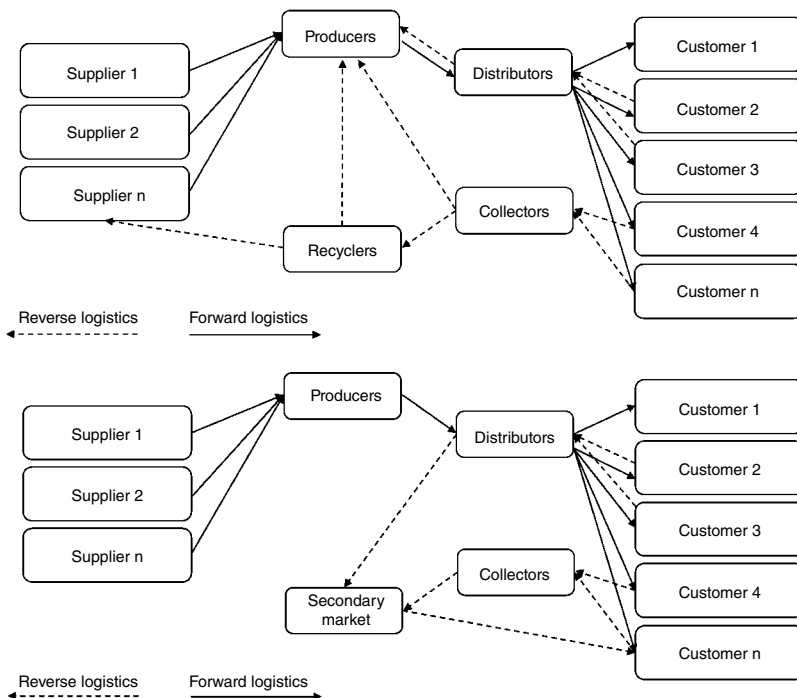 Producers
Customer 1
Supplier 1
Distributors
Customer 2
Supplier 2
Customer 3
Supplier n
Collectors
Customer 4
Recyclers
Customer n
Reverse logistics
Forward logistics
Producers
Customer 1
Supplier 1
Distributors
Customer 2
Supplier 2
Customer 3
Supplier n
Collectors
Customer 4
Secondary
market
Customer n
Reverse logistics
Forward logistics